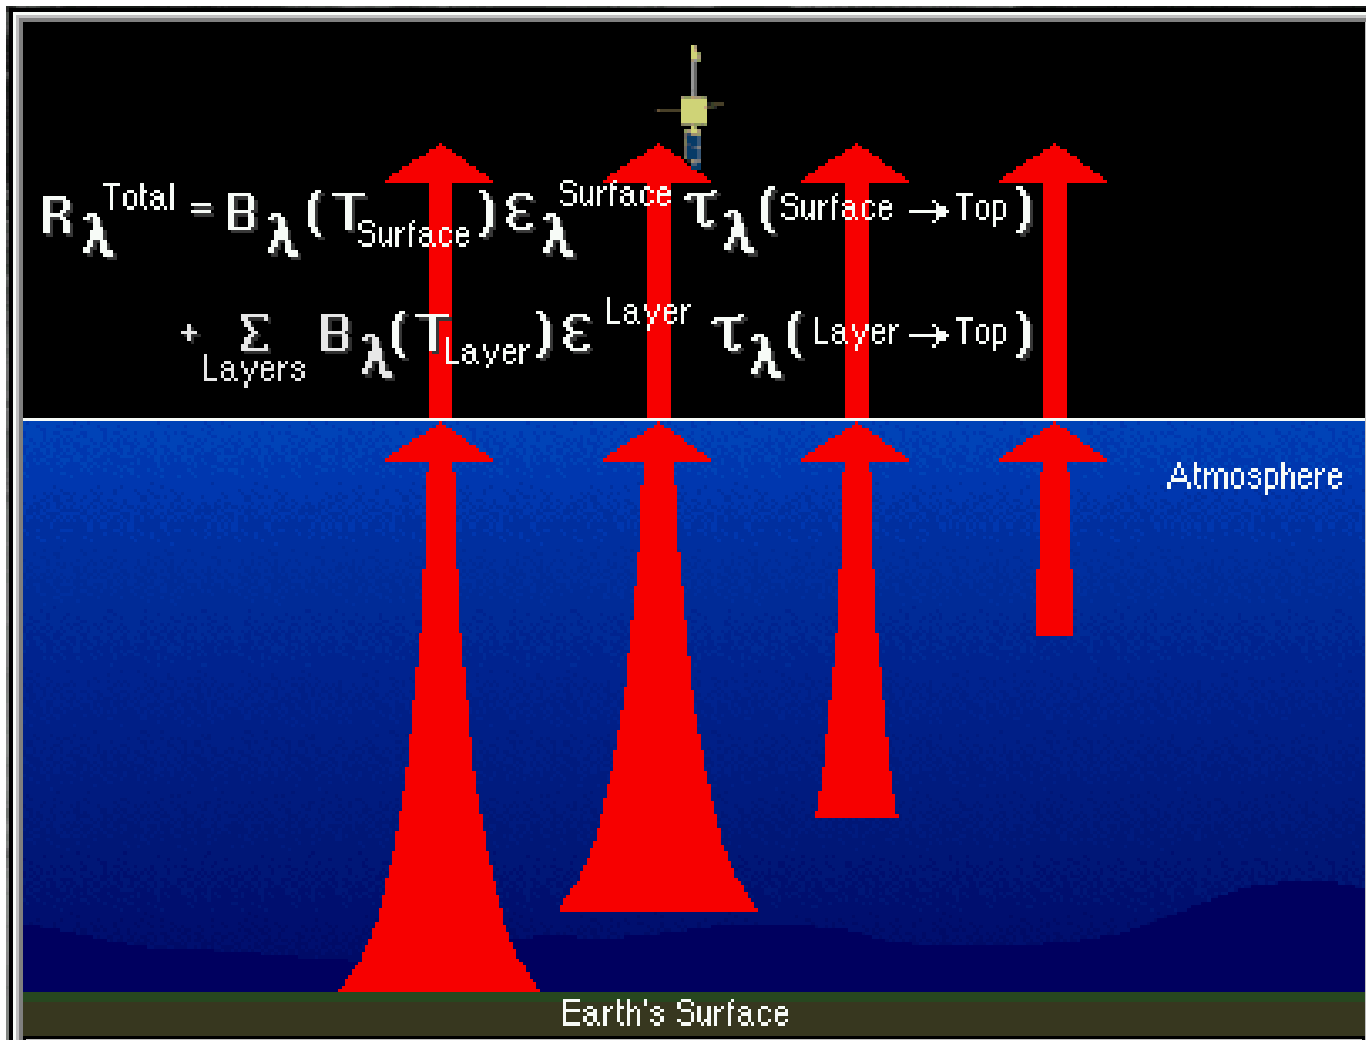 R_λ^Total = B_λ(T_Surface) ε_λ^Surface τ_λ(Surface → Top)
+ Σ_Layers B_λ(T_Layer) ε^Layer τ_λ(Layer → Top)
Atmosphere
Earth's Surface